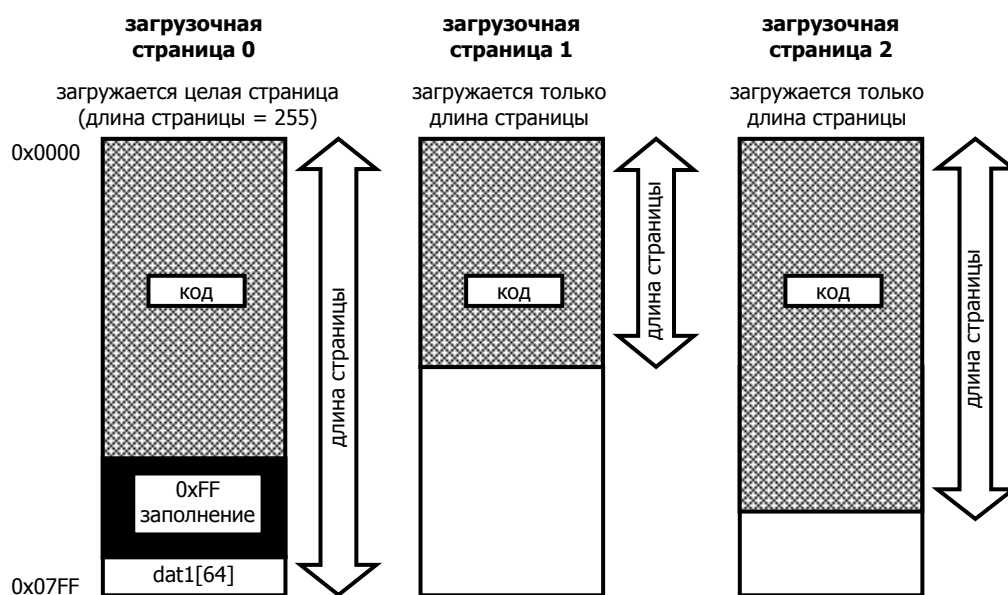 загрузочная
страница 0
загружается целая страница
(длина страницы = 255)
0x0000
код
длина страницы
0xFF
заполнение
dat1[64]
0x07FF
загрузочная
страница 1
загружается только
длина страницы
код
длина страницы
загрузочная
страница 2
загружается только
длина страницы
код
длина страницы